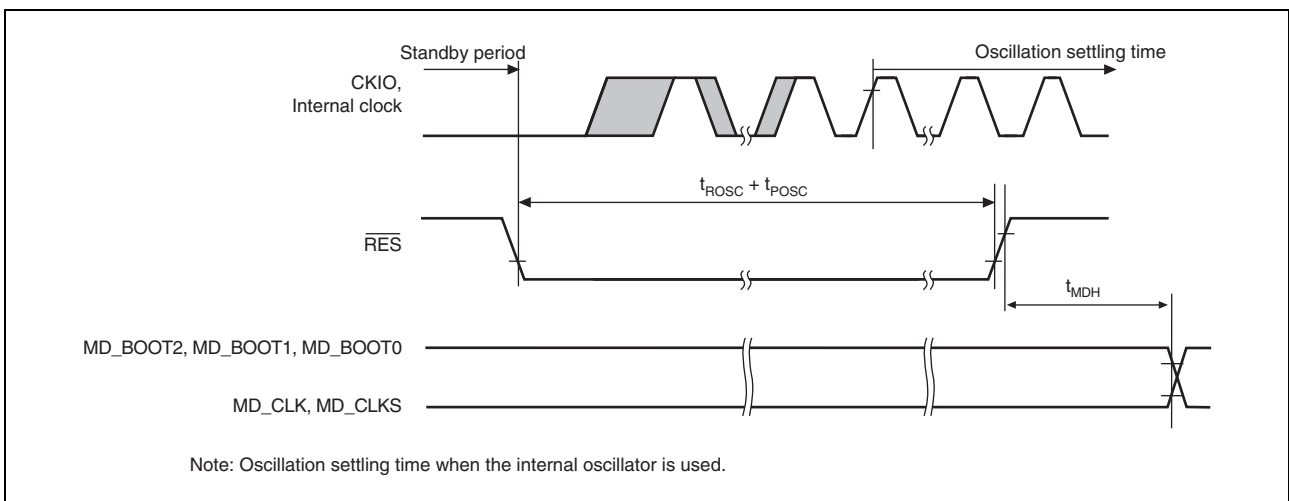 Standby period
Oscillation settling time
CKIO,
Internal clock
tROSC + tPOSC
RES
tMDH
MD_BOOT2, MD_BOOT1, MD_BOOT0
MD_CLK, MD_CLKS
Note: Oscillation settling time when the internal oscillator is used.